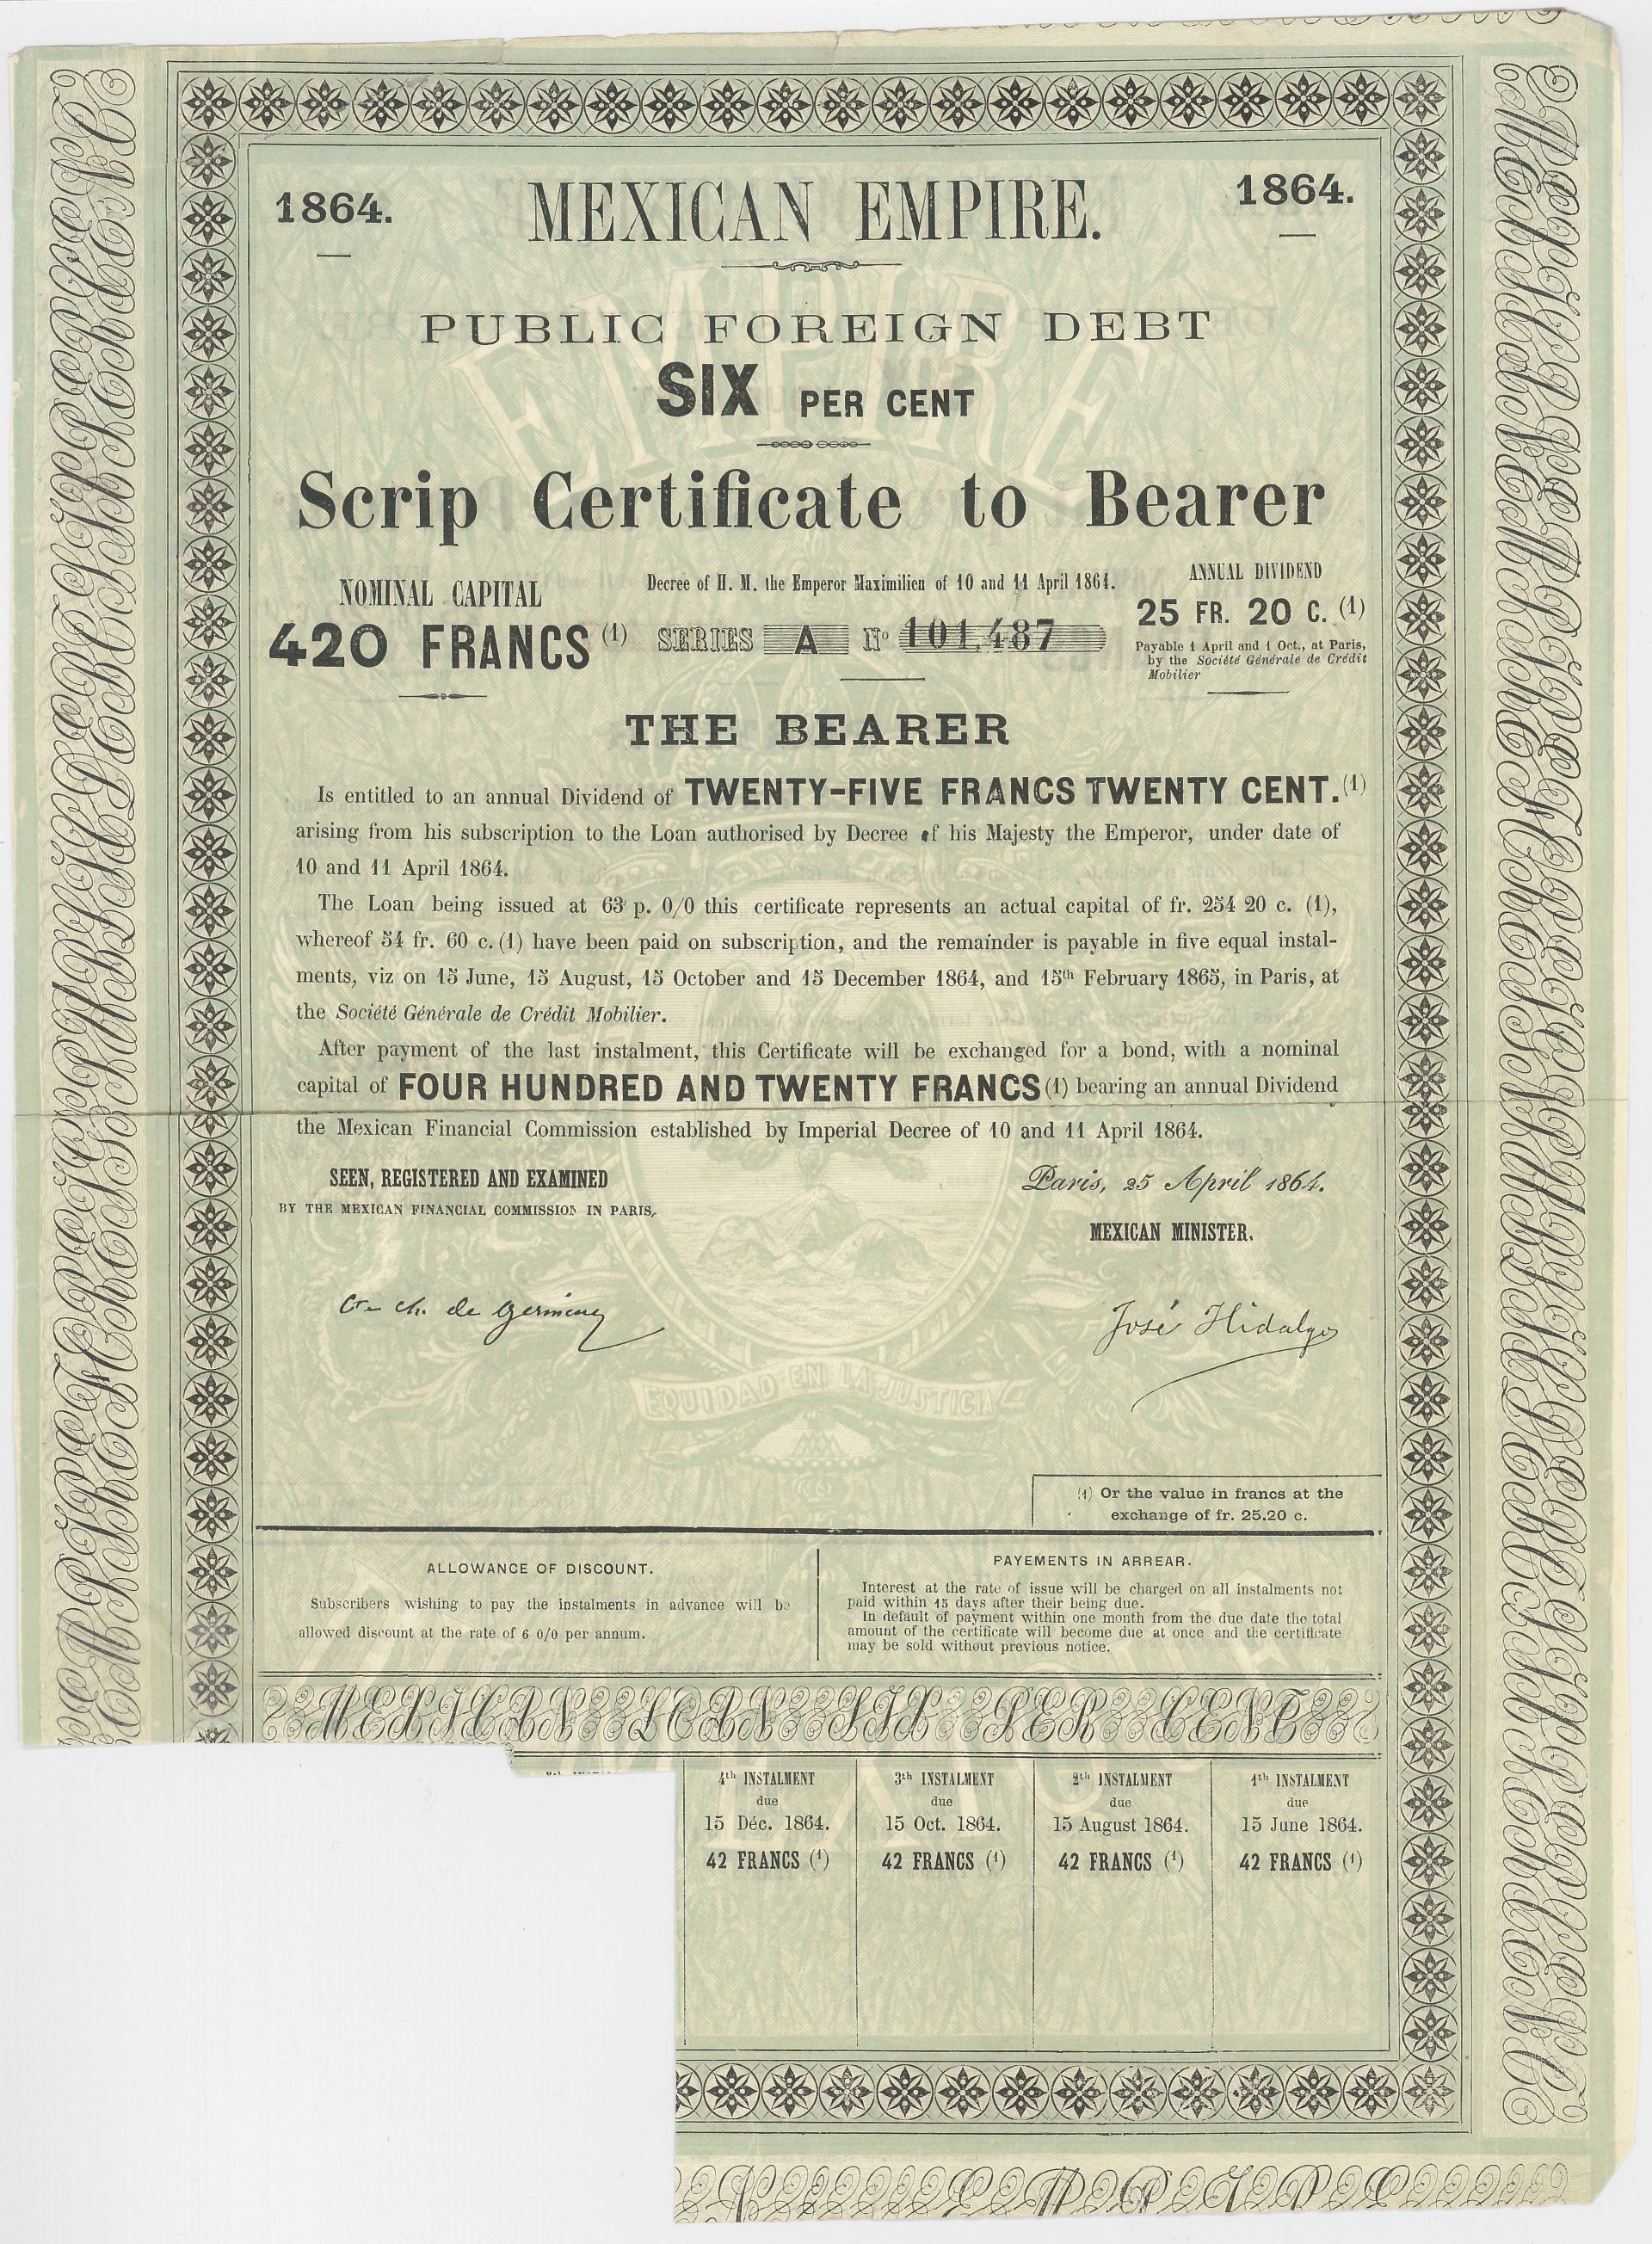 1864.
MEXICAN EMPIRE.
1864.
PUBLIC FOREIGN DEBT
SIX PER CENT
Scrip Certificate to Bearer
NOMINAL CAPITAL
420 FRANCS (1)
Decree of H. M. the Emperor Maximilien of 10 and 11 April 1864.
SERIES A No 101,487
ANNUAL DIVIDEND
25 FR. 20 C. (1)
Payable 1 April and 1 Oct., at Paris,
by the Société Générale de Crédit
Mobilier
THE BEARER
Is entitled to an annual Dividend of TWENTY-FIVE FRANCS TWENTY CENT.(1)
arising from his subscription to the Loan authorised by Decree of his Majesty the Emperor, under date of
10 and 11 April 1864.
The Loan being issued at 63 p. 0/0 this certificate represents an actual capital of fr. 254 20 c. (1),
whereof 54 fr. 60 c. (1) have been paid on subscription, and the remainder is payable in five equal instal-
ments, viz on 15 June, 15 August, 15 October and 15 December 1864, and 15th February 1865, in Paris, at
the Société Générale de Crédit Mobilier.
After payment of the last instalment, this Certificate will be exchanged for a bond, with a nominal
capital of FOUR HUNDRED AND TWENTY FRANCS (1) bearing an annual Dividend
the Mexican Financial Commission established by Imperial Decree of 10 and 11 April 1864.
SEEN, REGISTERED AND EXAMINED
BY THE MEXICAN FINANCIAL COMMISSION IN PARIS,
Cte ch. de Germiny
Paris, 25 April 1864.
MEXICAN MINISTER.
José Hidalgo
EQUIDAD EN LA JUSTICIA
(1) Or the value in francs at the
exchange of fr. 25.20 c.
ALLOWANCE OF DISCOUNT.
Subscribers wishing to pay the instalments in advance will be
allowed discount at the rate of 6 0/0 per annum.
PAYEMENTS IN ARREAR.
Interest at the rate of issue will be charged on all instalments not
paid within 15 days after their being due.
In default of payment within one month from the due date the total
amount of the certificate will become due at once and the certificate
may be sold without previous notice.
MEXICAN LOAN SIX PER CENT
4th INSTALMENT
due
15 Déc. 1864.
42 FRANCS (1)
3th INSTALMENT
due
15 Oct. 1864.
42 FRANCS (1)
2th INSTALMENT
due
15 August 1864.
42 FRANCS (1)
1th INSTALMENT
due
15 June 1864.
42 FRANCS (1)